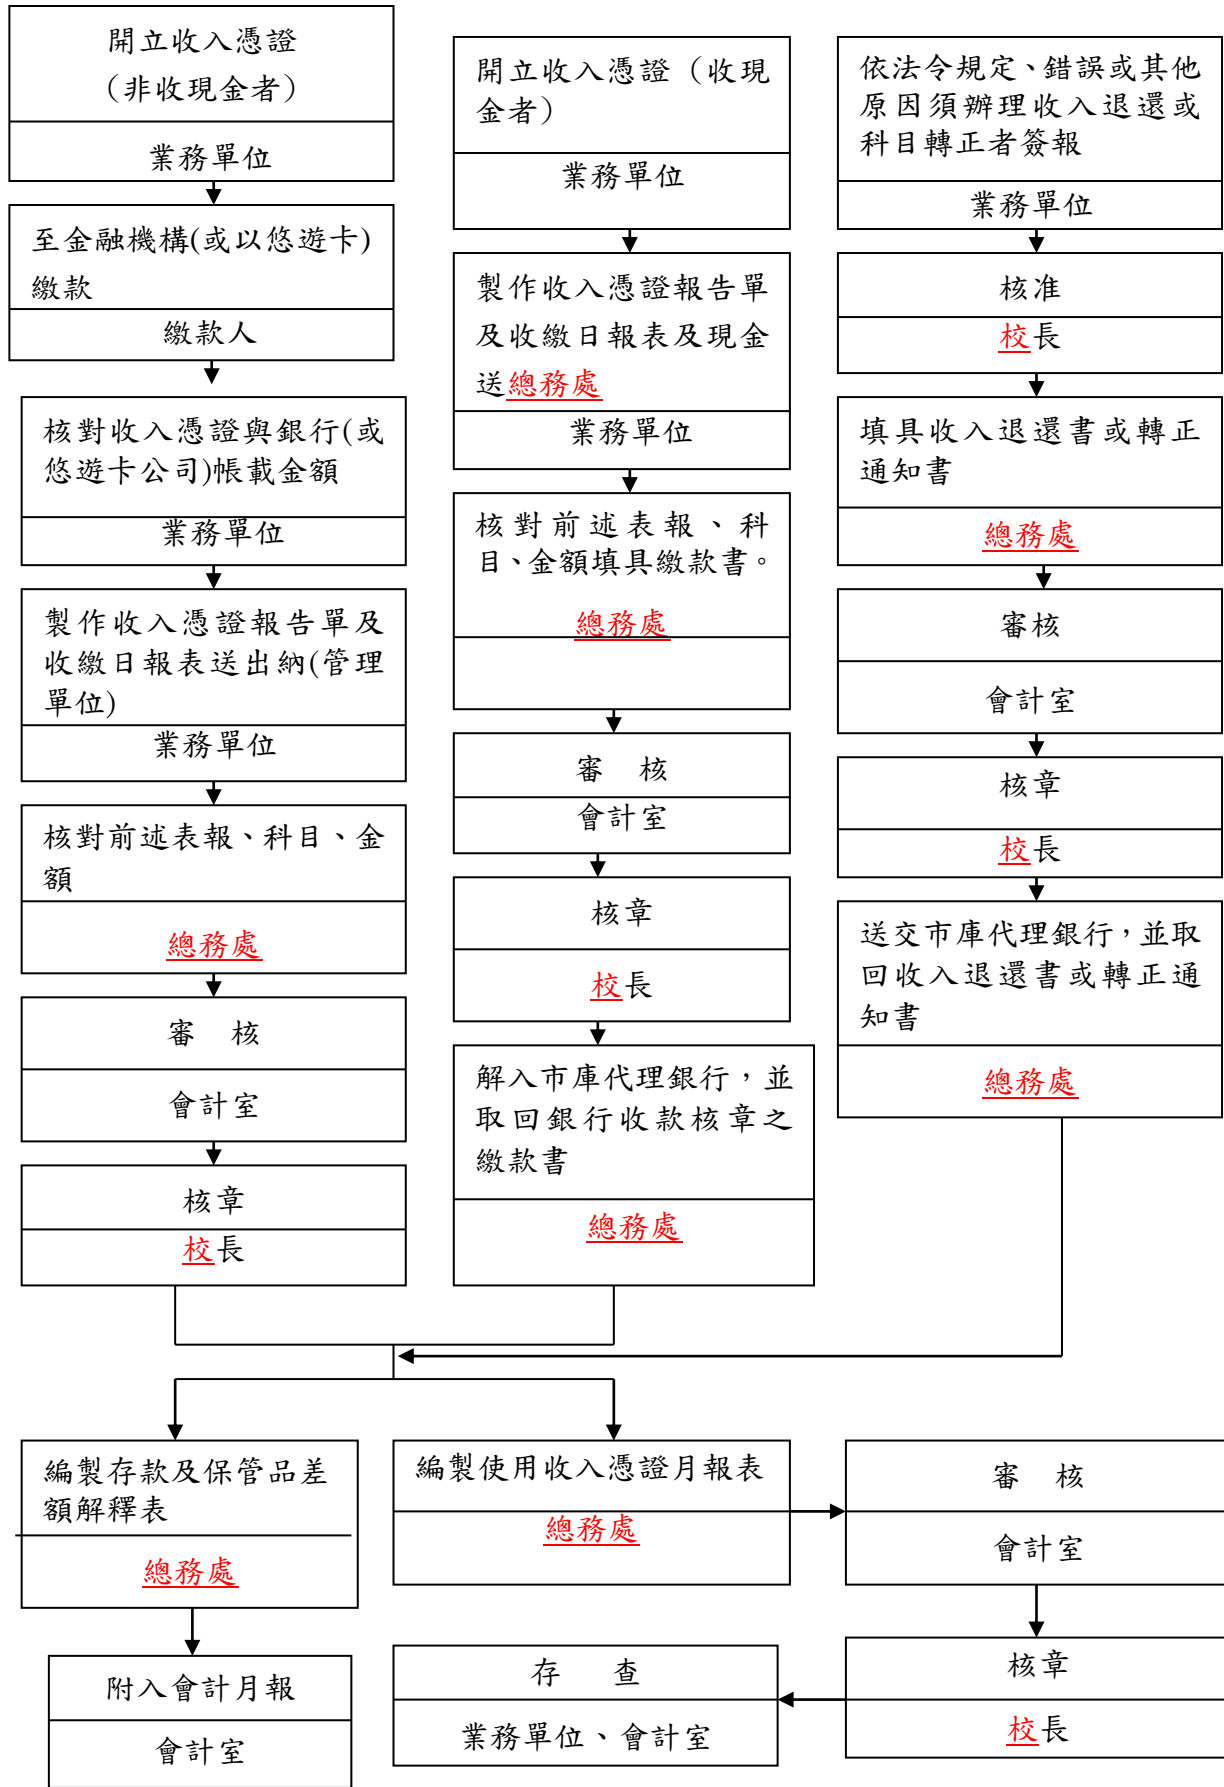 開立收入憑證
（非收現金者）
業務單位
至金融機構(或以悠遊卡)
繳款
繳款人
核對收入憑證與銀行(或
悠遊卡公司)帳載金額
業務單位
製作收入憑證報告單及
收繳日報表送出納(管理
單位)
業務單位
核對前述表報、科目、金
額
總務處
審　核
會計室
核章
校長
開立收入憑證（收現
金者）
業務單位
製作收入憑證報告單
及收繳日報表及現金
送總務處
業務單位
核對前述表報、科
目、金額填具繳款書。
總務處
審　核
會計室
核章
校長
解入市庫代理銀行，並
取回銀行收款核章之
繳款書
總務處
依法令規定、錯誤或其他
原因須辦理收入退還或
科目轉正者簽報
業務單位
核准
校長
填具收入退還書或轉正
通知書
總務處
審核
會計室
核章
校長
送交市庫代理銀行，並取
回收入退還書或轉正通
知書
總務處
編製存款及保管品差
額解釋表
總務處
附入會計月報
會計室
編製使用收入憑證月報表
總務處
審　核
會計室
核章
校長
存　　查
業務單位、會計室